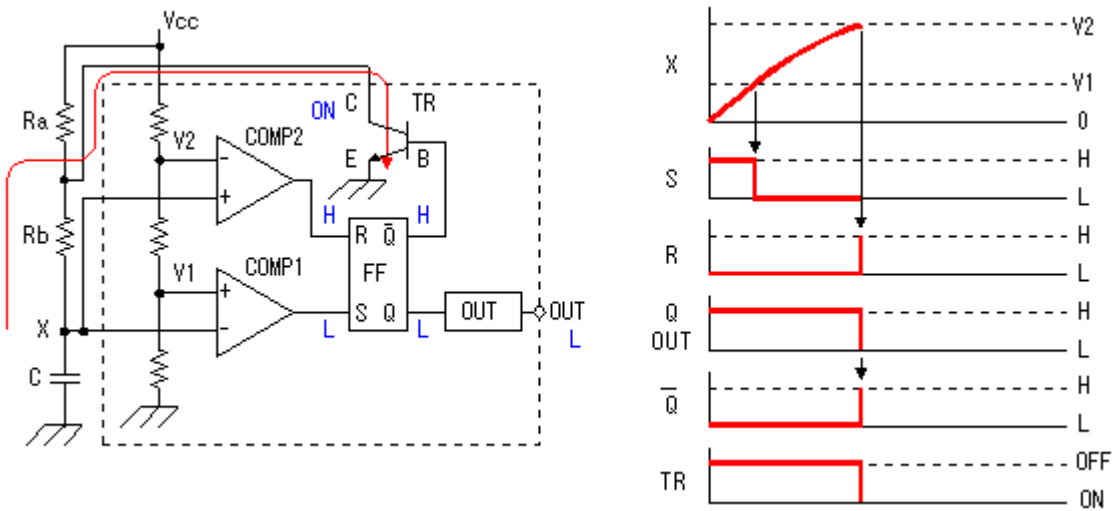 Vcc
Ra
ON
C
TR
V2
COMP2
E
B
-
+
H
H
R Q̅
Rb
FF
V1
COMP1
+
-
S Q
OUT
OUT
L
L
L
X
C
X
V2
V1
0
S
H
L
R
H
L
Q
OUT
H
L
Q̅
H
L
TR
OFF
ON